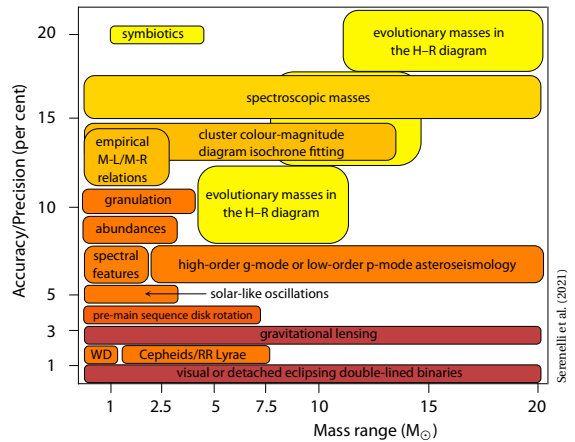 20
symbiotics
evolutionary masses in
the H–R diagram
spectroscopic masses
15
cluster colour-magnitude
diagram isochrone fitting
empirical
M-L/M-R
relations
granulation
10
evolutionary masses in
the H–R diagram
abundances
spectral
features
high-order g-mode or low-order p-mode asteroseismology
5
solar-like oscillations
pre-main sequence disk rotation
3
gravitational lensing
WD
Cepheids/RR Lyrae
1
visual or detached eclipsing double-lined binaries
1
2.5
5
7.5
10
15
20
Mass range (M⊙)
Accuracy/Precision (per cent)
Serenelli et al. (2021)